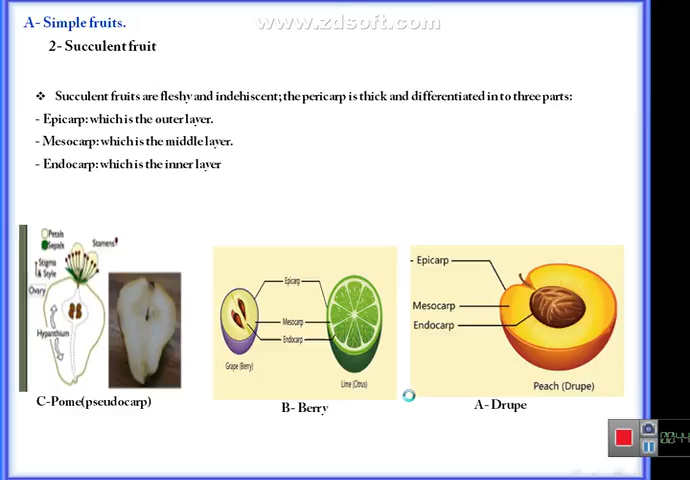 A- Simple fruits.
www.zdsoft.com
2- Succulent fruit
❖ Succulent fruits are fleshy and indehiscent; the pericarp is thick and differentiated in to three parts:
- Epicarp: which is the outer layer.
- Mesocarp: which is the middle layer.
- Endocarp: which is the inner layer
Petals
Sepals
Stamens
Stigma
& Style
Ovary
Hypanthium
C-Pome(pseudocarp)
Epicarp
Mesocarp
Endocarp
Grape (Berry)
Lime (Citrus)
B- Berry
- Epicarp
Mesocarp
Endocarp
Peach (Drupe)
A- Drupe